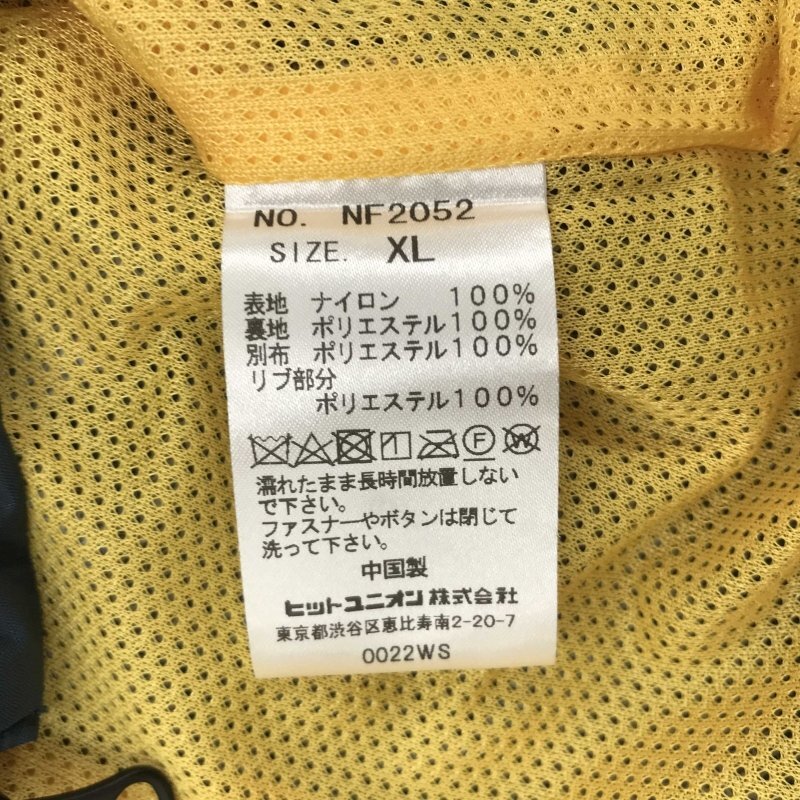 NO. NF2052
SIZE. XL
表地 ナイロン 100%
裏地 ポリエステル100%
別布 ポリエステル100%
リブ部分
ポリエステル100%
F W
濡れたまま長時間放置しない
で下さい。
ファスナーやボタンは閉じて
洗って下さい。
中国製
ヒットユニオン株式会社
東京都渋谷区恵比寿南2-20-7
0022WS